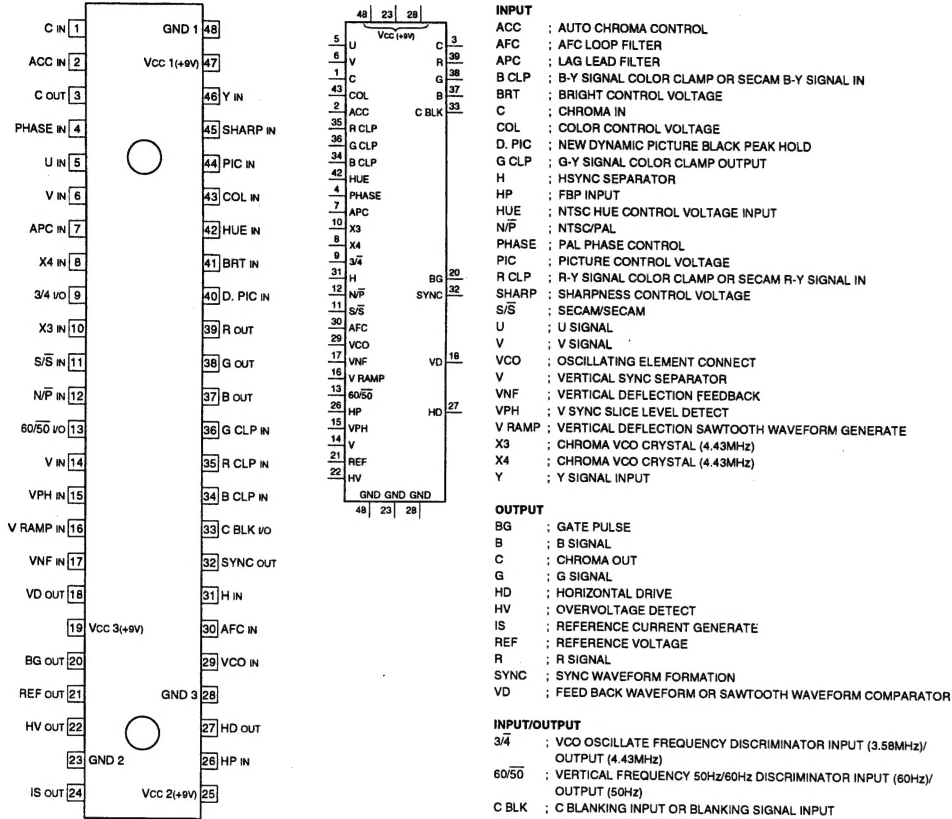 C IN 1
ACC IN 2
C OUT 3
PHASE IN 4
U IN 5
V IN 6
APC IN 7
X4 IN 8
3/4 I/O 9
X3 IN 10
S/S̅ IN 11
N/P̅ IN 12
60/5̅0̅ I/O 13
V IN 14
VPH IN 15
V RAMP IN 16
VNF IN 17
VD OUT 18
19 VCC 3(+9V)
BG OUT 20
REF OUT 21
HV OUT 22
23 GND 2
IS OUT 24
GND 1 48
VCC 1(+9V) 47
46 Y IN
45 SHARP IN
44 PIC IN
43 COL IN
42 HUE IN
41 BRT IN
40 D. PIC IN
39 R OUT
38 G OUT
37 B OUT
36 G CLP IN
35 R CLP IN
34 B CLP IN
33 C BLK I/O
32 SYNC OUT
31 H IN
30 AFC IN
29 VCO IN
GND 3 28
27 HD OUT
26 HP IN
VCC 2(+9V) 25
48 23 28
VCC (+9V)
5 U
6 V
1 C
43 COL
2 ACC
35 R CLP
36 G CLP
34 B CLP
42 HUE
4 PHASE
7 APC
10 X3
8 X4
9 3/4̅
31 H
12 N/P̅
11 S/S̅
30 AFC
29 VCO
17 VNF
16 V RAMP
13 60/5̅0̅
26 HP
15 VPH
14 V
21 REF
22 HV
C 3
R 39
G 38
B 37
C BLK 33
BG 20
SYNC 32
VD 18
HD 27
GND GND GND
48 23 28
INPUT
ACC ; AUTO CHROMA CONTROL
AFC ; AFC LOOP FILTER
APC ; LAG LEAD FILTER
B CLP ; B-Y SIGNAL COLOR CLAMP OR SECAM B-Y SIGNAL IN
BRT ; BRIGHT CONTROL VOLTAGE
C ; CHROMA IN
COL ; COLOR CONTROL VOLTAGE
D. PIC ; NEW DYNAMIC PICTURE BLACK PEAK HOLD
G CLP ; G-Y SIGNAL COLOR CLAMP OUTPUT
H ; HSYNC SEPARATOR
HP ; FBP INPUT
HUE ; NTSC HUE CONTROL VOLTAGE INPUT
N/P̅ ; NTSC/PAL
PHASE ; PAL PHASE CONTROL
PIC ; PICTURE CONTROL VOLTAGE
R CLP ; R-Y SIGNAL COLOR CLAMP OR SECAM R-Y SIGNAL IN
SHARP ; SHARPNESS CONTROL VOLTAGE
S/S̅ ; SECAM/SECAM
U ; U SIGNAL
V ; V SIGNAL
VCO ; OSCILLATING ELEMENT CONNECT
V ; VERTICAL SYNC SEPARATOR
VNF ; VERTICAL DEFLECTION FEEDBACK
VPH ; V SYNC SLICE LEVEL DETECT
V RAMP ; VERTICAL DEFLECTION SAWTOOTH WAVEFORM GENERATE
X3 ; CHROMA VCO CRYSTAL (4.43MHz)
X4 ; CHROMA VCO CRYSTAL (4.43MHz)
Y ; Y SIGNAL INPUT
OUTPUT
BG ; GATE PULSE
B ; B SIGNAL
C ; CHROMA OUT
G ; G SIGNAL
HD ; HORIZONTAL DRIVE
HV ; OVERVOLTAGE DETECT
IS ; REFERENCE CURRENT GENERATE
REF ; REFERENCE VOLTAGE
R ; R SIGNAL
SYNC ; SYNC WAVEFORM FORMATION
VD ; FEED BACK WAVEFORM OR SAWTOOTH WAVEFORM COMPARATOR
INPUT/OUTPUT
3/4̅ ; VCO OSCILLATE FREQUENCY DISCRIMINATOR INPUT (3.58MHz)/
OUTPUT (4.43MHz)
60/5̅0̅ ; VERTICAL FREQUENCY 50Hz/60Hz DISCRIMINATOR INPUT (60Hz)/
OUTPUT (50Hz)
C BLK ; C BLANKING INPUT OR BLANKING SIGNAL INPUT